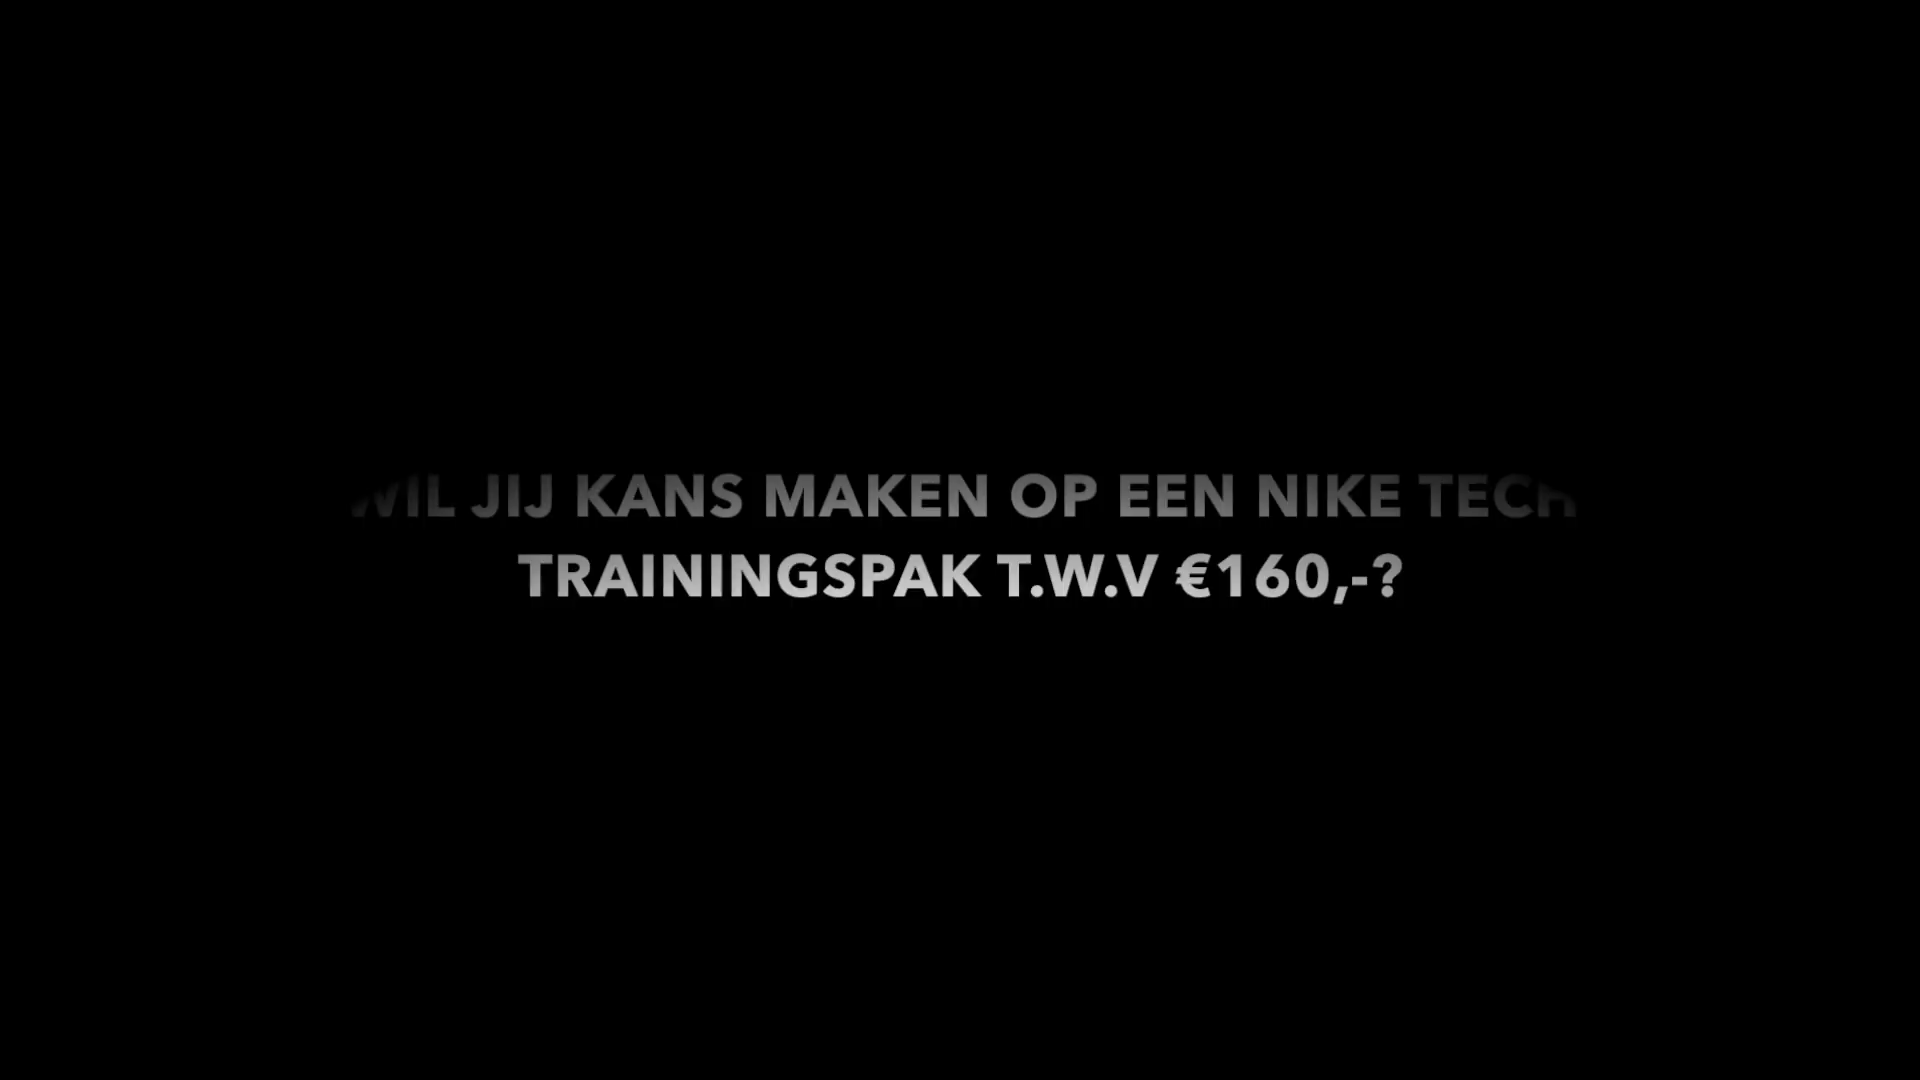 WIL JIJ KANS MAKEN OP EEN NIKE TECH
TRAININGSPAK T.W.V €160,-?